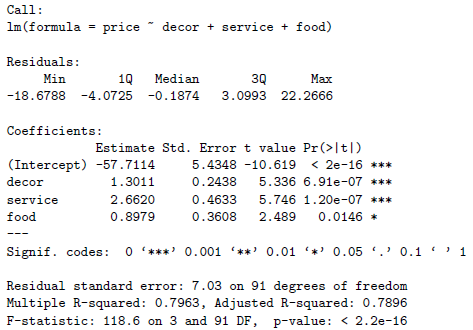 Call:
lm(formula = price ~ decor + service + food)
Residuals:
Min 1Q Median 3Q Max
-18.6788 -4.0725 -0.1874 3.0993 22.2666
Coefficients:
Estimate Std. Error t value Pr(>|t|)
(Intercept) -57.7114 5.4348 -10.619 < 2e-16 ***
decor 1.3011 0.2438 5.336 6.91e-07 ***
service 2.6620 0.4633 5.746 1.20e-07 ***
food 0.8979 0.3608 2.489 0.0146 *
---
Signif. codes: 0 ‘***’ 0.001 ‘**’ 0.01 ‘*’ 0.05 ‘.’ 0.1 ‘ ’ 1
Residual standard error: 7.03 on 91 degrees of freedom
Multiple R-squared: 0.7963, Adjusted R-squared: 0.7896
F-statistic: 118.6 on 3 and 91 DF, p-value: < 2.2e-16